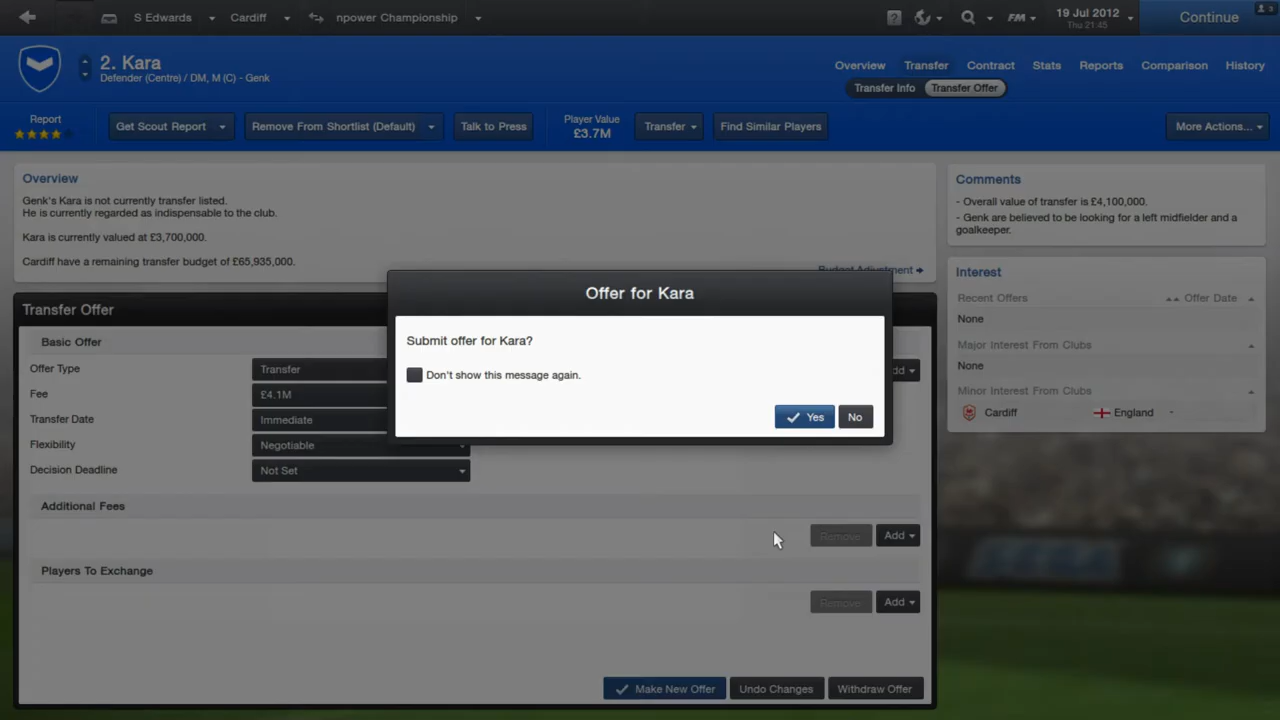 S Edwards
Cardiff
npower Championship
?
FM
19 Jul 2012
Thu 21:45
Continue
3
2. Kara
Defender (Centre) / DM, M (C) - Genk
Overview
Transfer
Contract
Stats
Reports
Comparison
History
Transfer Info
Transfer Offer
Report
Get Scout Report
Remove From Shortlist (Default)
Talk to Press
Player Value
£3.7M
Transfer
Find Similar Players
More Actions...
Overview
Genk's Kara is not currently transfer listed.
He is currently regarded as indispensable to the club.
Kara is currently valued at £3,700,000.
Cardiff have a remaining transfer budget of £65,935,000.
Budget Adjustment
Comments
- Overall value of transfer is £4,100,000.
- Genk are believed to be looking for a left midfielder and a
goalkeeper.
Interest
Recent Offers
Offer Date
None
Major Interest From Clubs
None
Minor Interest From Clubs
Cardiff
England
-
Transfer Offer
Basic Offer
Offer Type
Transfer
Fee
£4.1M
Transfer Date
Immediate
Flexibility
Negotiable
Decision Deadline
Not Set
Offer for Kara
Submit offer for Kara?
Don't show this message again.
Yes
No
Additional Fees
Remove
Add
Players To Exchange
Remove
Add
Make New Offer
Undo Changes
Withdraw Offer